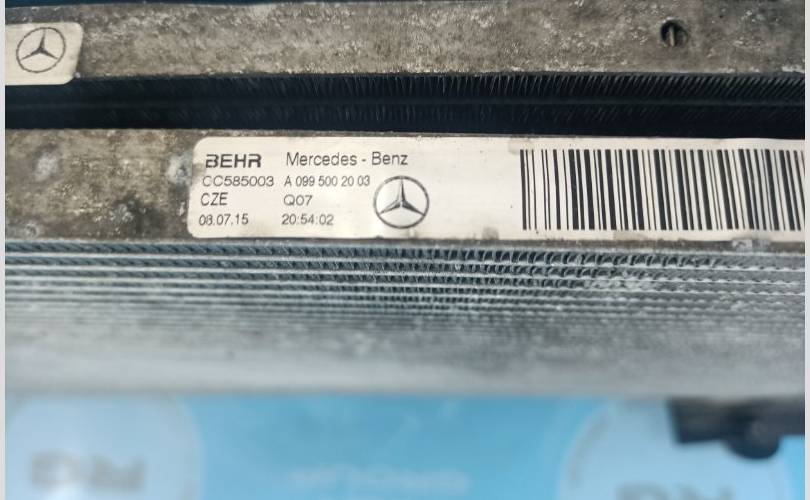 BEHR Mercedes - Benz
CC585003 A 099 500 20 03
CZE Q07
08.07.15 20:54:02